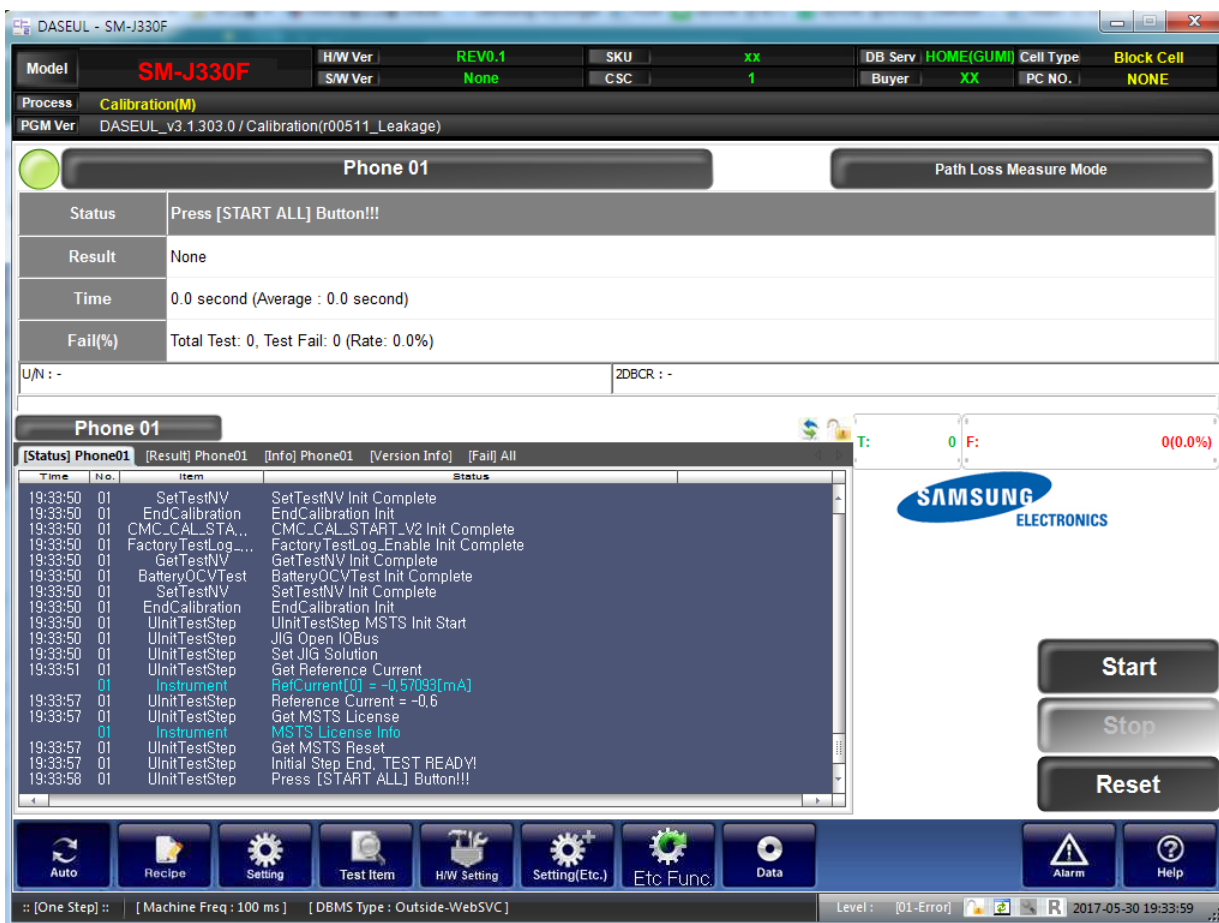 DASEUL - SM-J330F
Model SM-J330F H/W Ver REV0.1 SKU xx DB Serv HOME(GUMI) Cell Type Block Cell
S/W Ver None CSC 1 Buyer XX PC NO. NONE
Process Calibration(M)
PGM Ver DASEUL_v3.1.303.0 / Calibration(r00511_Leakage)
Phone 01 Path Loss Measure Mode
Status Press [START ALL] Button!!!
Result None
Time 0.0 second (Average : 0.0 second)
Fail(%) Total Test: 0, Test Fail: 0 (Rate: 0.0%)
U/N : - 2DBCR : -
Phone 01
T: 0 F: 0(0.0%)
[Status] Phone01 [Result] Phone01 [Info] Phone01 [Version Info] [Fail] All
Time No. Item Status
19:33:50 01 SetTestNV SetTestNV Init Complete
19:33:50 01 EndCalibration EndCalibration Init
19:33:50 01 CMC_CAL_STA... CMC_CAL_START_V2 Init Complete
19:33:50 01 FactoryTestLog_... FactoryTestLog_Enable Init Complete
19:33:50 01 GetTestNV GetTestNV Init Complete
19:33:50 01 BatteryOCVTest BatteryOCVTest Init Complete
19:33:50 01 SetTestNV SetTestNV Init Complete
19:33:50 01 EndCalibration EndCalibration Init
19:33:50 01 UInitTestStep UInitTestStep MSTS Init Start
19:33:50 01 UInitTestStep JIG Open IOBus
19:33:50 01 UInitTestStep Set JIG Solution
19:33:51 01 UInitTestStep Get Reference Current
01 Instrument RefCurrent[0] = -0,57093[mA]
19:33:57 01 UInitTestStep Reference Current = -0,6
19:33:57 01 UInitTestStep Get MSTS License
01 Instrument MSTS License Info
19:33:57 01 UInitTestStep Get MSTS Reset
19:33:57 01 UInitTestStep Initial Step End, TEST READY!
19:33:58 01 UInitTestStep Press [START ALL] Button!!!
SAMSUNG
ELECTRONICS
Start
Stop
Reset
Auto Recipe Setting Test Item H/W Setting Setting(Etc.) Etc Func. Data Alarm Help
:: [One Step] :: [ Machine Freq : 100 ms ] [ DBMS Type : Outside-WebSVC ] Level : [01-Error] R 2017-05-30 19:33:59